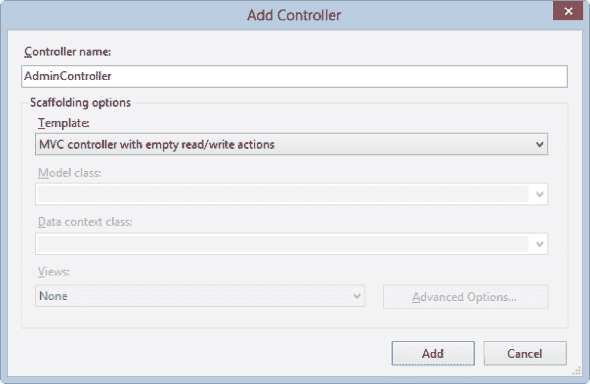 Add Controller
Controller name:
AdminController
Scaffolding options
Template:
MVC controller with empty read/write actions
Model class:
Data context class:
Views:
None
Advanced Options...
Add
Cancel